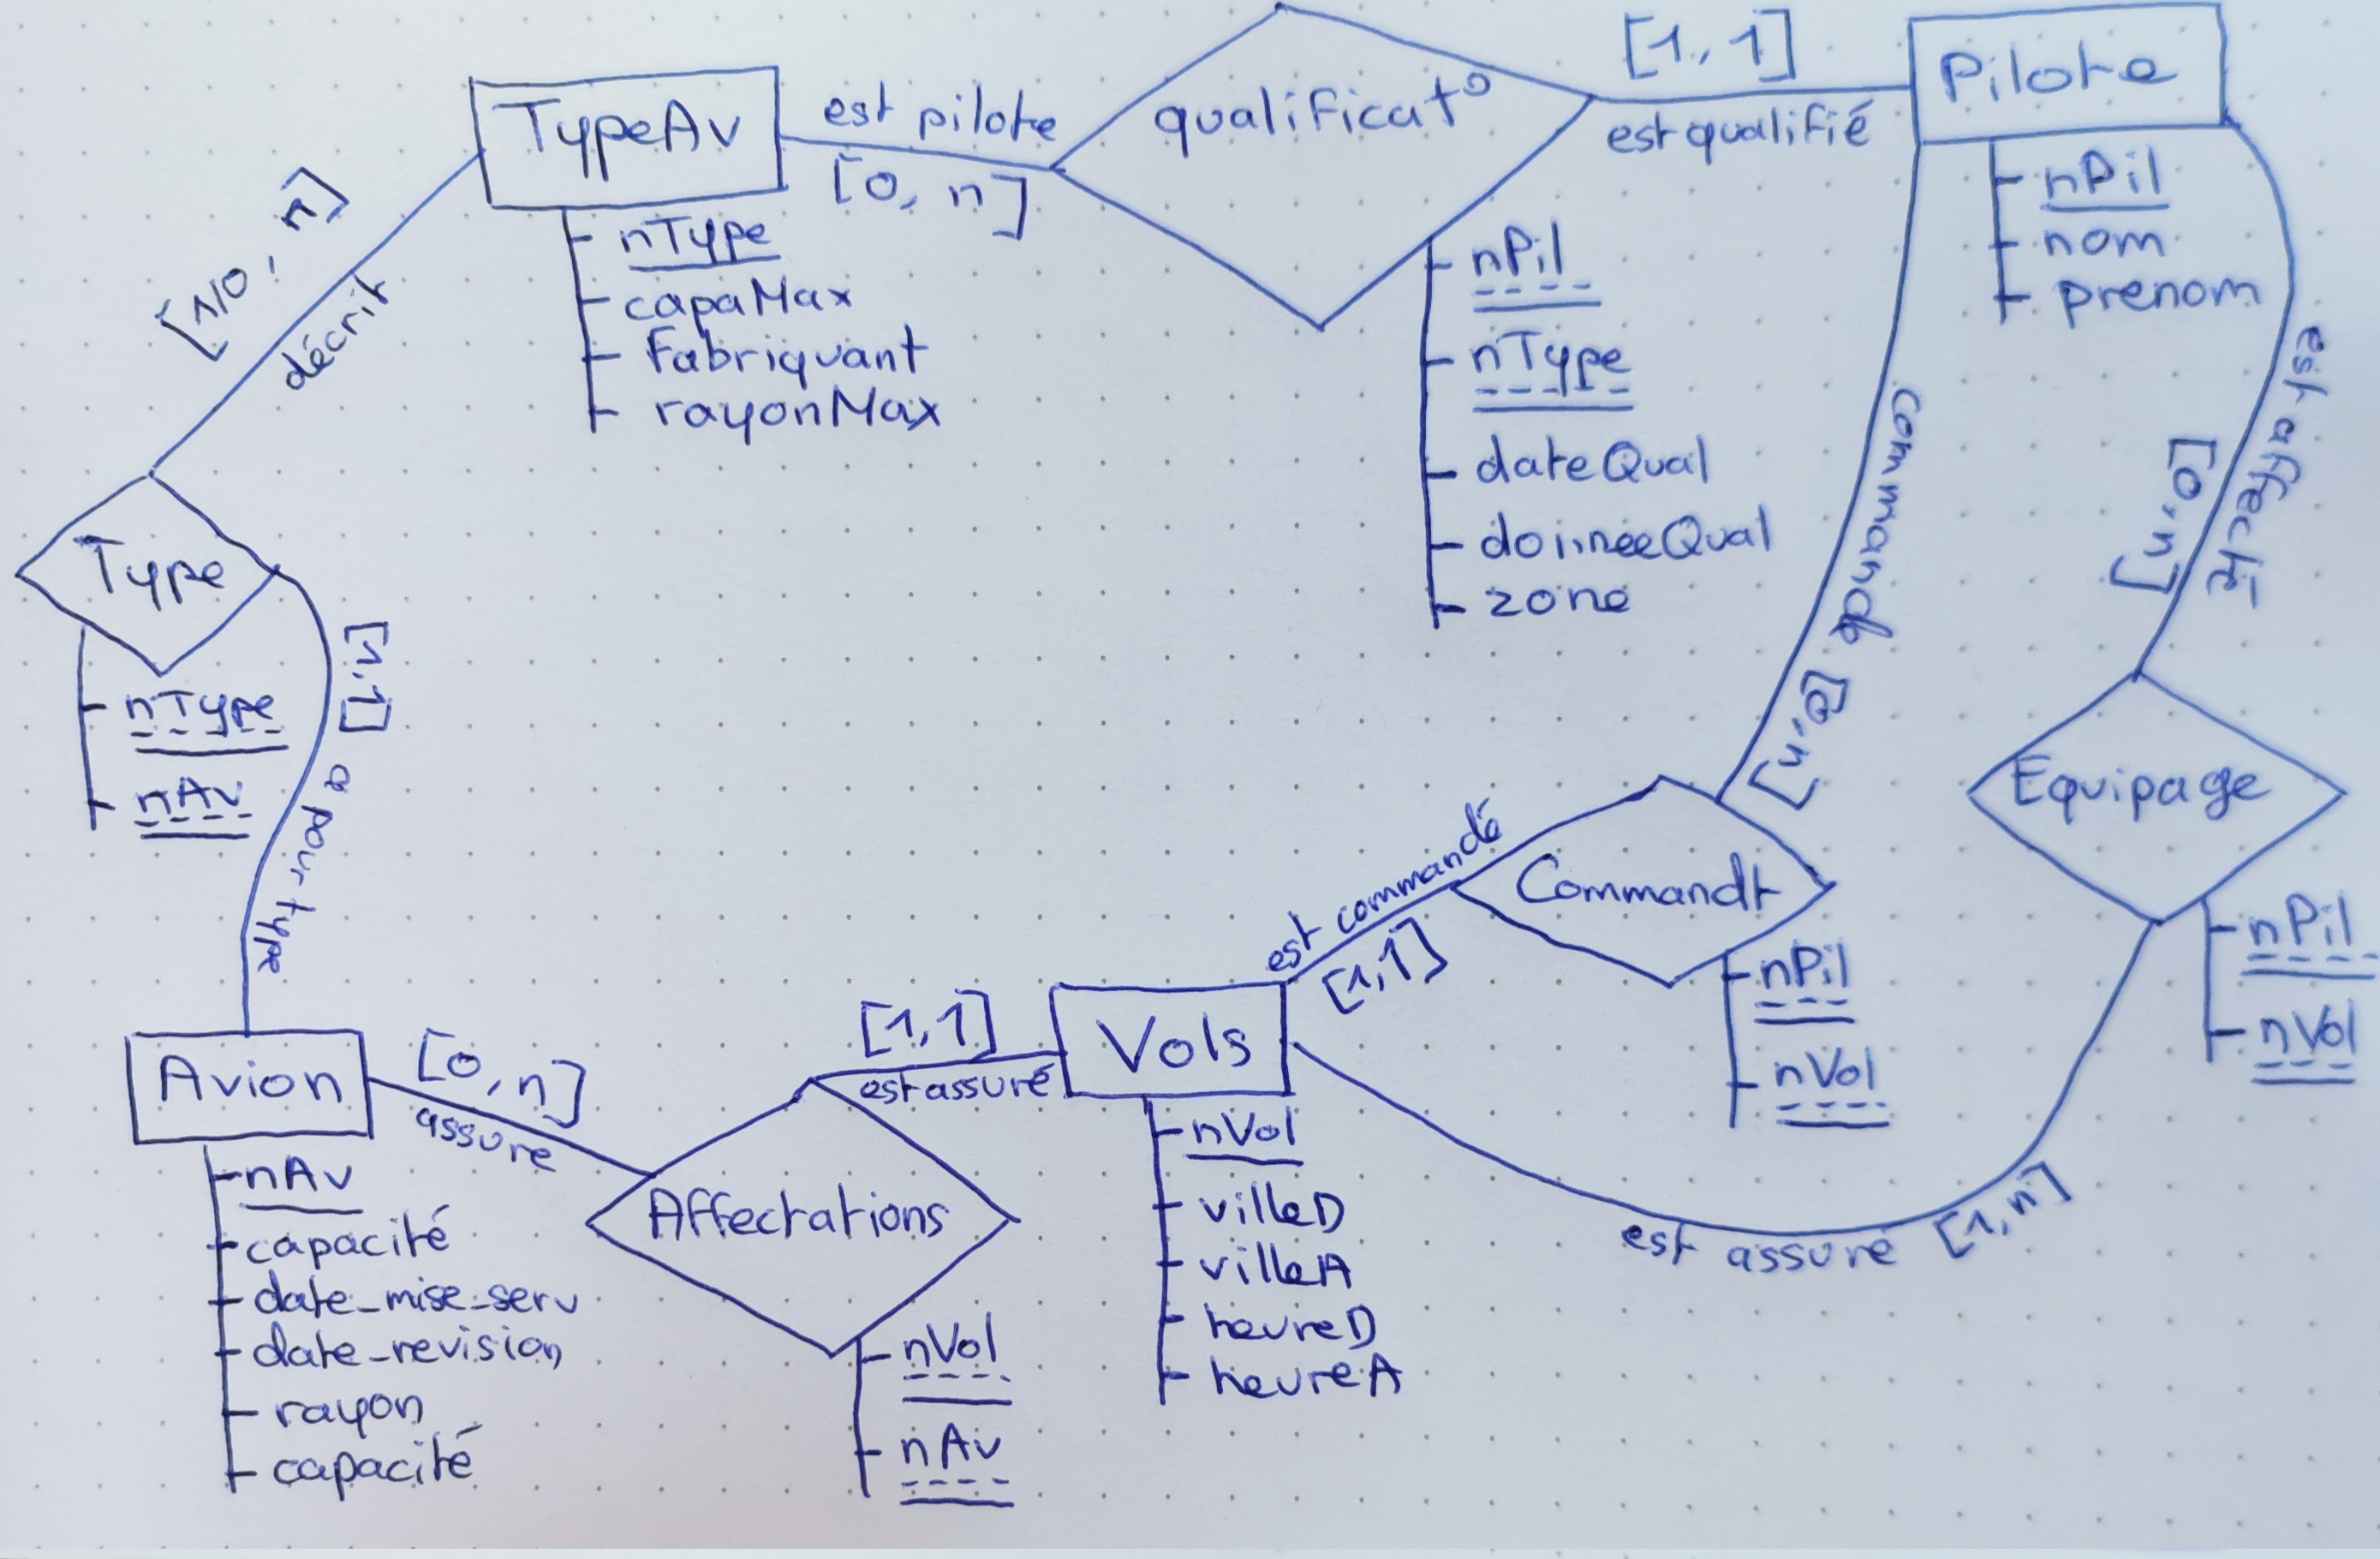 TypeAv
nType
capaMax
fabriquant
rayonMax
est pilote
[0, n]
qualificat°
nPil
nType
dateQual
zone
[1, 1]
est qualifié
Pilote
nPil
nom
prenom
[1/0, n]
décrit
Type
nType
nAv
[1,1]
a pour type
commande
[0,n]
est affecté
[0,n]
Equipage
nPil
nVol
est commandé
[1,1]
Commandt
nPil
nVol
Avion
nAv
capacité
date_mise_serv
date_revision
rayon
capacité
[0, n]
assure
Affectations
nVol
nAv
[1,1]
est assuré
Vols
nVol
villeD
villeA
heureD
heureA
est assuré
[1,n]